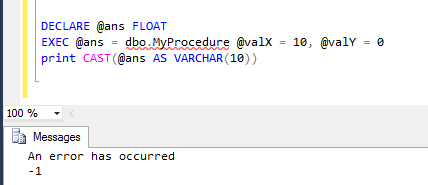 DECLARE @ans FLOAT
EXEC @ans = dbo.MyProcedure @valX = 10, @valY = 0
print CAST(@ans AS VARCHAR(10))
100 %
Messages
An error has occurred
-1